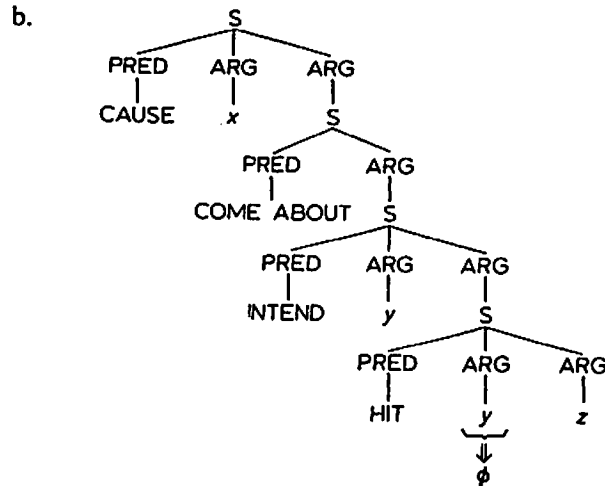 b.
S
PRED ARG ARG
CAUSE x S
PRED ARG
COME ABOUT S
PRED ARG ARG
INTEND y S
PRED ARG ARG
HIT y z
⇓
ϕ